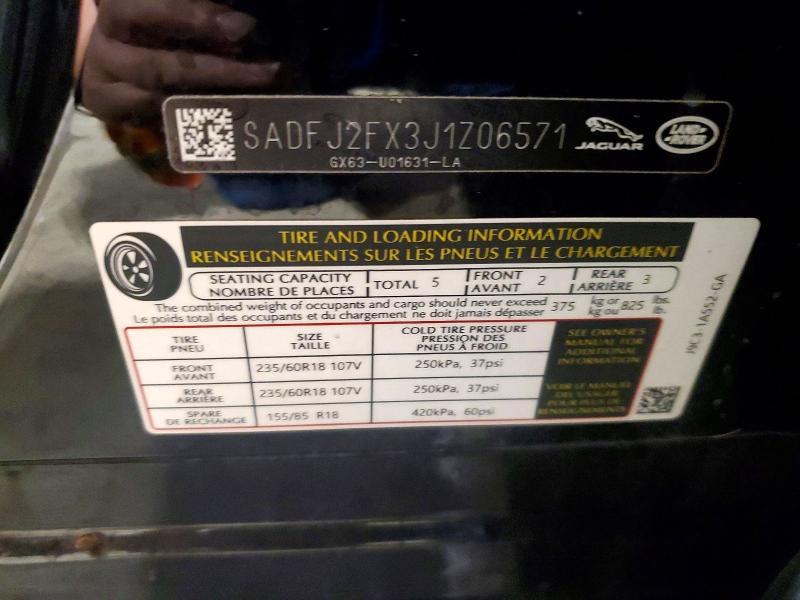 SADFJ2FX3J1Z06571
JAGUAR
LAND-
ROVER
GX63-U01631-LA
TIRE AND LOADING INFORMATION
RENSEIGNEMENTS SUR LES PNEUS ET LE CHARGEMENT
SEATING CAPACITY
NOMBRE DE PLACES
TOTAL 5
FRONT
AVANT
2
REAR
ARRIÈRE
3
The combined weight of occupants and cargo should never exceed
Le poids total des occupants et du chargement ne doit jamais dépasser
375
kg or
kg ou
825
lbs.
lb.
TIRE
PNEU
SIZE
TAILLE
COLD TIRE PRESSURE
PRESSION DES
PNEUS À FROID
FRONT
AVANT
235/60R18 107V
250kPa, 37psi
REAR
ARRIÈRE
235/60R18 107V
250kPa, 37psi
SPARE
DE RECHANGE
155/85 R18
420kPa, 60psi
SEE OWNER'S
MANUAL FOR
ADDITIONAL
INFORMATION
VOIR LE MANUEL
DE L'USAGER
POUR PLUS DE
RENSEIGNEMENTS
J9C3-1A552-GA